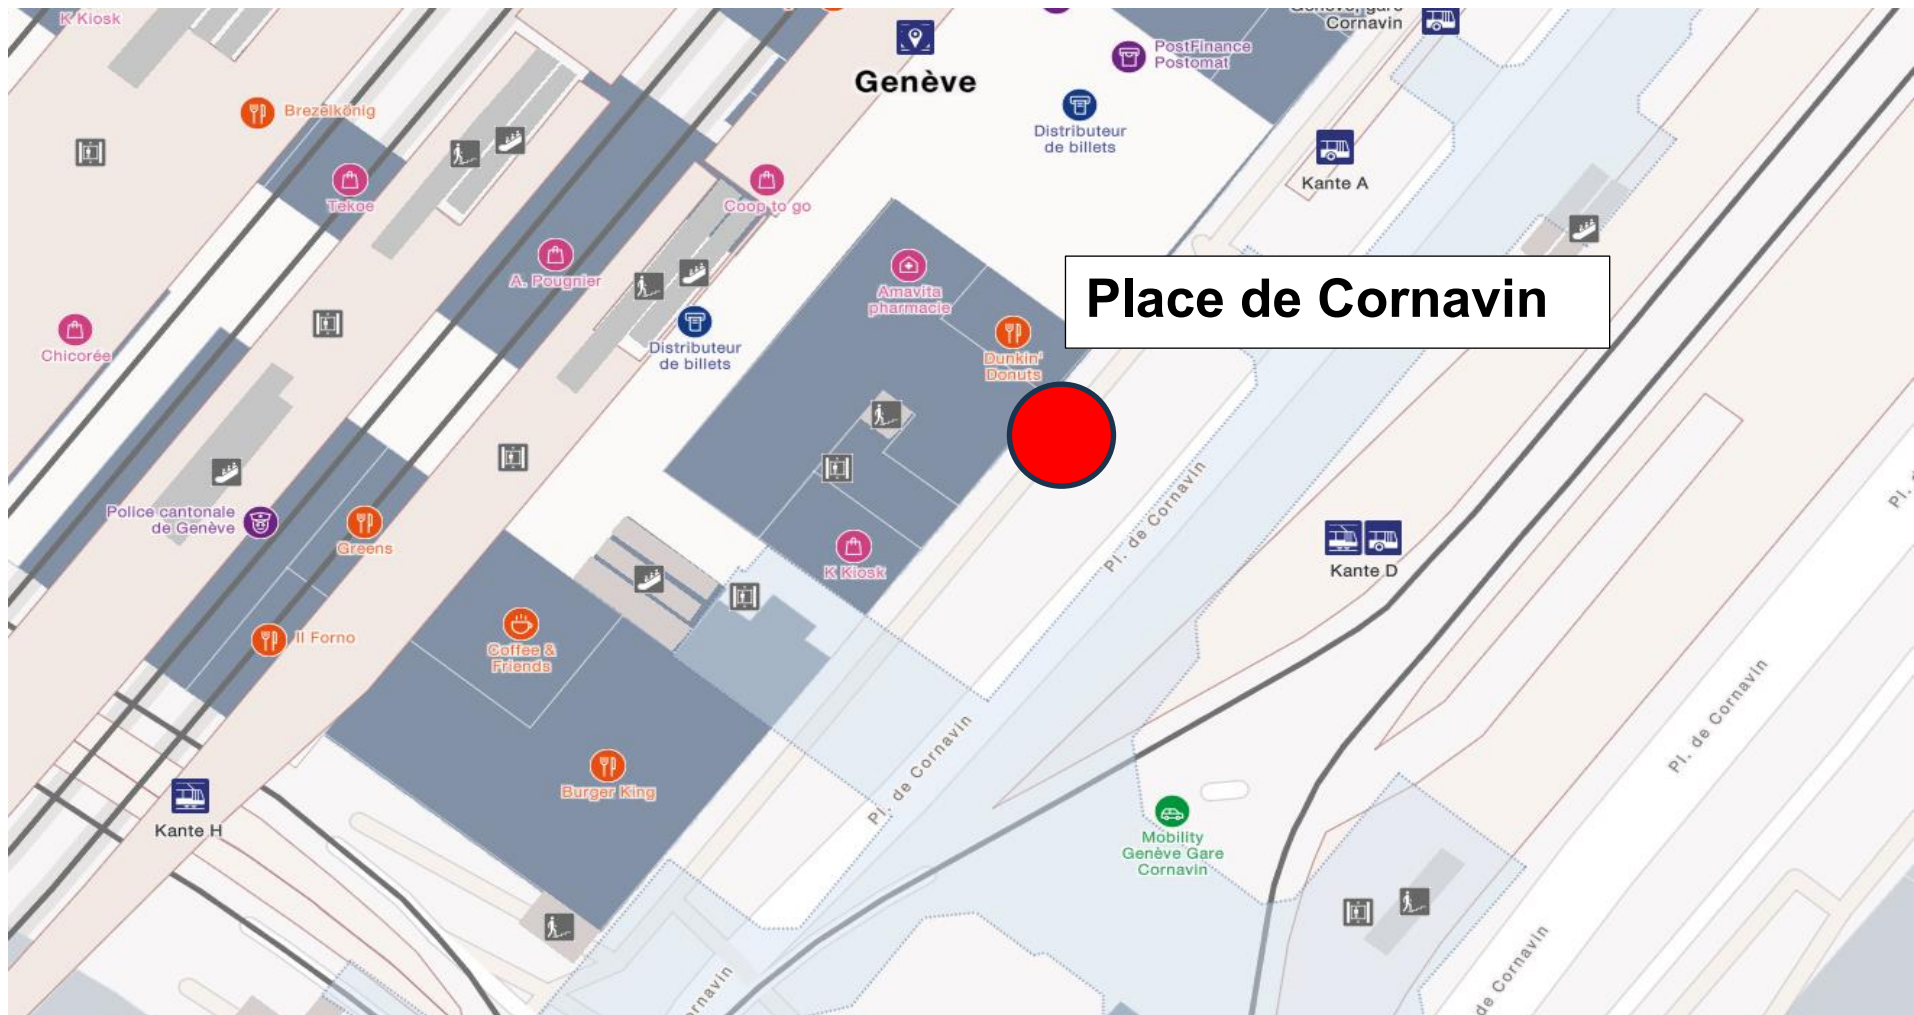 K Kiosk
Genève
Genève, gare
Cornavin
PostFinance
Postomat
Brezelkönig
Distributeur
de billets
Kante A
Tekoe
Coop to go
A. Pougnier
Amavita
pharmacie
Place de Cornavin
Chicorée
Distributeur
de billets
Dunkin'
Donuts
Police cantonale
de Genève
Greens
Pl. de Cornavin
K Kiosk
Kante D
Il Forno
Coffee &
Friends
Pl. de Cornavin
Pl. de Cornavin
Burger King
Kante H
Mobility
Genève Gare
Cornavin
de Cornavin